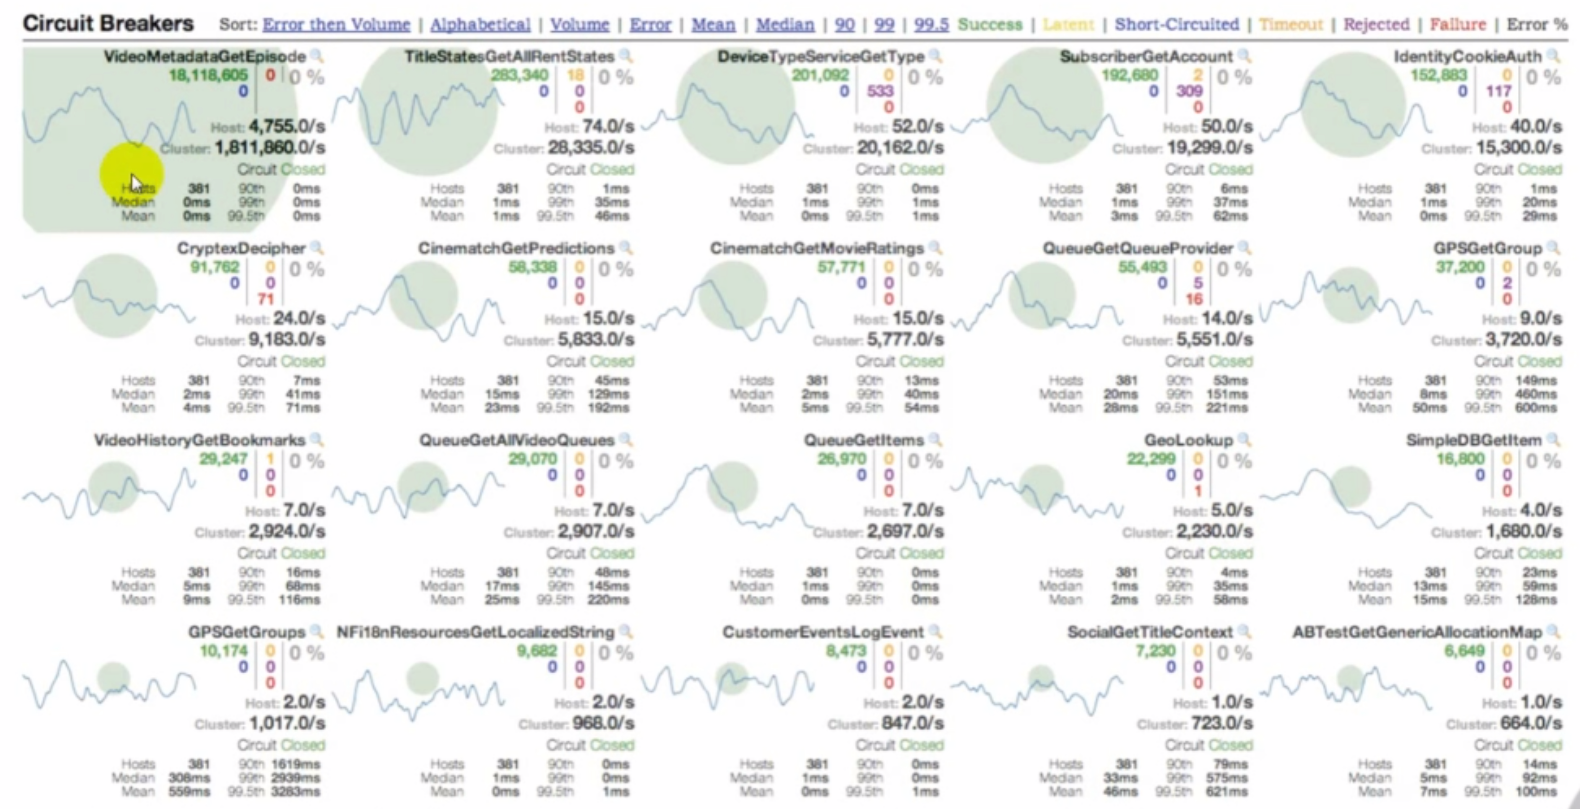 Circuit Breakers Sort: Error then Volume | Alphabetical | Volume | Error | Mean | Median | 90 | 99 | 99.5 Success | Latent | Short-Circuited | Timeout | Rejected | Failure | Error %
VideoMetadataGetEpisode
18,118,605 0 0 %
0
Host: 4,755.0/s
Cluster: 1,811,860.0/s
Circuit Closed
Hosts 381 90th 0ms
Median 0ms 99th 0ms
Mean 0ms 99.5th 0ms
TitleStatesGetAllRentStates
283,340 18 0 %
0 0
0
Host: 74.0/s
Cluster: 28,335.0/s
Circuit Closed
Hosts 381 90th 1ms
Median 1ms 99th 35ms
Mean 1ms 99.5th 46ms
DeviceTypeServiceGetType
201,092 0 0 %
0 533
0
Host: 52.0/s
Cluster: 20,162.0/s
Circuit Closed
Hosts 381 90th 0ms
Median 1ms 99th 1ms
Mean 0ms 99.5th 1ms
SubscriberGetAccount
192,680 2 0 %
0 309
0
Host: 50.0/s
Cluster: 19,299.0/s
Circuit Closed
Hosts 381 90th 6ms
Median 1ms 99th 37ms
Mean 3ms 99.5th 62ms
IdentityCookieAuth
152,883 0 0 %
0 117
0
Host: 40.0/s
Cluster: 15,300.0/s
Circuit Closed
Hosts 381 90th 1ms
Median 1ms 99th 20ms
Mean 0ms 99.5th 29ms
CryptexDecipher
91,762 0 0 %
0 0
71
Host: 24.0/s
Cluster: 9,183.0/s
Circuit Closed
Hosts 381 90th 7ms
Median 2ms 99th 41ms
Mean 4ms 99.5th 71ms
CinematchGetPredictions
58,338 0 0 %
0 0
0
Host: 15.0/s
Cluster: 5,833.0/s
Circuit Closed
Hosts 381 90th 45ms
Median 15ms 99th 129ms
Mean 23ms 99.5th 192ms
CinematchGetMovieRatings
57,771 0 0 %
0 0
0
Host: 15.0/s
Cluster: 5,777.0/s
Circuit Closed
Hosts 381 90th 13ms
Median 2ms 99th 40ms
Mean 5ms 99.5th 54ms
QueueGetQueueProvider
55,493 0 0 %
0 5
16
Host: 14.0/s
Cluster: 5,551.0/s
Circuit Closed
Hosts 381 90th 53ms
Median 20ms 99th 151ms
Mean 28ms 99.5th 221ms
GPSGetGroup
37,200 0 0 %
0 2
0
Host: 9.0/s
Cluster: 3,720.0/s
Circuit Closed
Hosts 381 90th 149ms
Median 8ms 99th 460ms
Mean 50ms 99.5th 600ms
VideoHistoryGetBookmarks
29,247 1 0 %
0 0
0
Host: 7.0/s
Cluster: 2,924.0/s
Circuit Closed
Hosts 381 90th 16ms
Median 5ms 99th 68ms
Mean 9ms 99.5th 116ms
QueueGetAllVideoQueues
29,070 0 0 %
0 0
0
Host: 7.0/s
Cluster: 2,907.0/s
Circuit Closed
Hosts 381 90th 48ms
Median 17ms 99th 145ms
Mean 25ms 99.5th 220ms
QueueGetItems
26,970 0 0 %
0 0
0
Host: 7.0/s
Cluster: 2,697.0/s
Circuit Closed
Hosts 381 90th 0ms
Median 1ms 99th 0ms
Mean 0ms 99.5th 0ms
GeoLookup
22,299 0 0 %
0 0
1
Host: 5.0/s
Cluster: 2,230.0/s
Circuit Closed
Hosts 381 90th 4ms
Median 1ms 99th 35ms
Mean 2ms 99.5th 58ms
SimpleDBGetItem
16,800 0 0 %
0 0
0
Host: 4.0/s
Cluster: 1,680.0/s
Circuit Closed
Hosts 381 90th 23ms
Median 13ms 99th 59ms
Mean 15ms 99.5th 128ms
GPSGetGroups
10,174 0 0 %
0 0
0
Host: 2.0/s
Cluster: 1,017.0/s
Circuit Closed
Hosts 381 90th 1619ms
Median 308ms 99th 2939ms
Mean 559ms 99.5th 3283ms
NFi18nResourcesGetLocalizedString
9,682 0 0 %
0 0
0
Host: 2.0/s
Cluster: 968.0/s
Circuit Closed
Hosts 381 90th 0ms
Median 1ms 99th 0ms
Mean 0ms 99.5th 1ms
CustomerEventsLogEvent
8,473 0 0 %
0 0
0
Host: 2.0/s
Cluster: 847.0/s
Circuit Closed
Hosts 381 90th 0ms
Median 1ms 99th 0ms
Mean 0ms 99.5th 1ms
SocialGetTitleContext
7,230 0 0 %
0 0
0
Host: 1.0/s
Cluster: 723.0/s
Circuit Closed
Hosts 381 90th 79ms
Median 33ms 99th 575ms
Mean 46ms 99.5th 621ms
ABTestGetGenericAllocationMap
6,649 0 0 %
0 0
0
Host: 1.0/s
Cluster: 664.0/s
Circuit Closed
Hosts 381 90th 14ms
Median 5ms 99th 92ms
Mean 7ms 99.5th 100ms